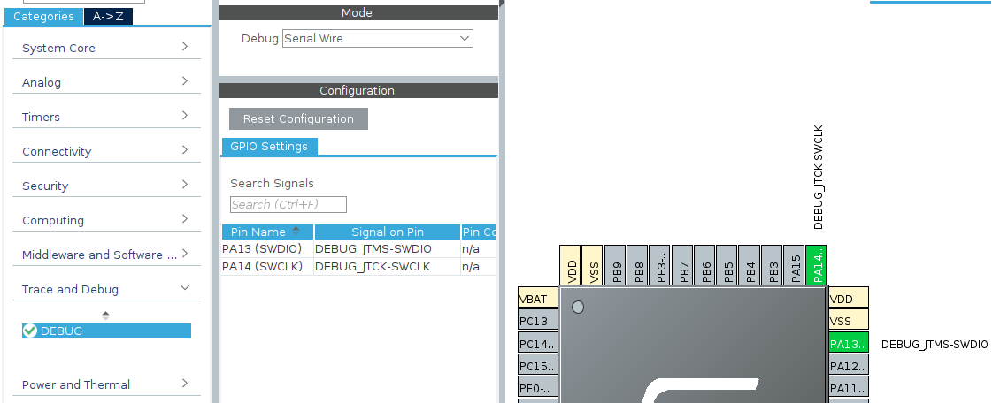 Categories
A->Z
System Core
Analog
Timers
Connectivity
Security
Computing
Middleware and Software ...
Trace and Debug
DEBUG
Power and Thermal
Mode
Debug Serial Wire
Configuration
Reset Configuration
GPIO Settings
Search Signals
Search (Ctrl+F)
Pin Name Signal on Pin Pin Co
PA13 (SWDIO) DEBUG_JTMS-SWDIO n/a
PA14 (SWCLK) DEBUG_JTCK-SWCLK n/a
DEBUG_JTCK-SWCLK
VDD
VSS
PB9
PB8
PF3-..
PB7
PB6
PB5
PB4
PB3
PA15
PA14..
VBAT
PC13
PC14..
PC15..
PF0-..
VDD
VSS
PA13.. DEBUG_JTMS-SWDIO
PA12..
PA11..